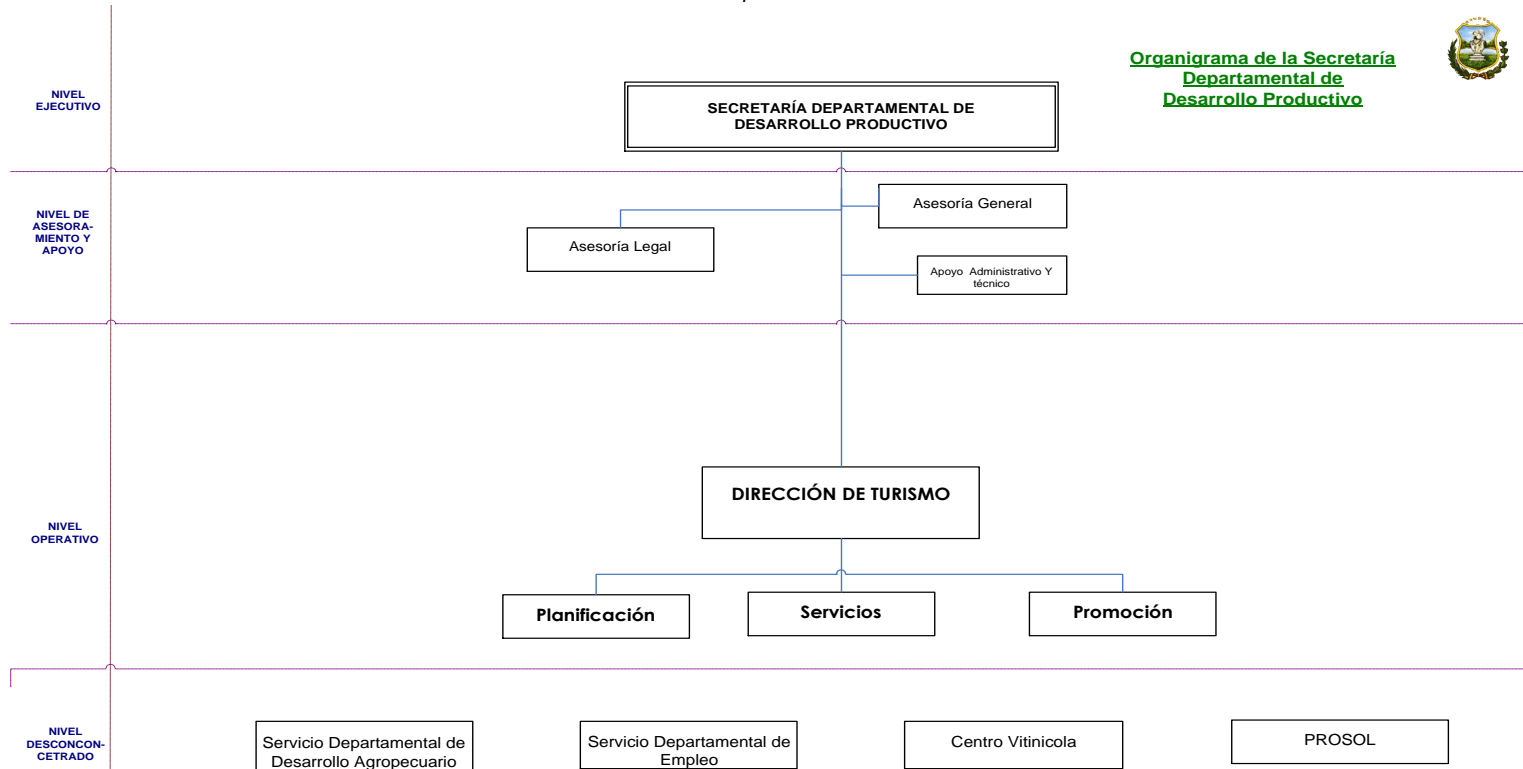 Organigrama de la Secretaría
Departamental de
Desarrollo Productivo
NIVEL
EJECUTIVO
SECRETARÍA DEPARTAMENTAL DE
DESARROLLO PRODUCTIVO
NIVEL DE
ASESORA-
MIENTO Y
APOYO
Asesoría General
Asesoría Legal
Apoyo Administrativo Y
técnico
NIVEL
OPERATIVO
DIRECCIÓN DE TURISMO
Planificación
Servicios
Promoción
NIVEL
DESCONCON-
CETRADO
Servicio Departamental de
Desarrollo Agropecuario
Servicio Departamental de
Empleo
Centro Vitinicola
PROSOL